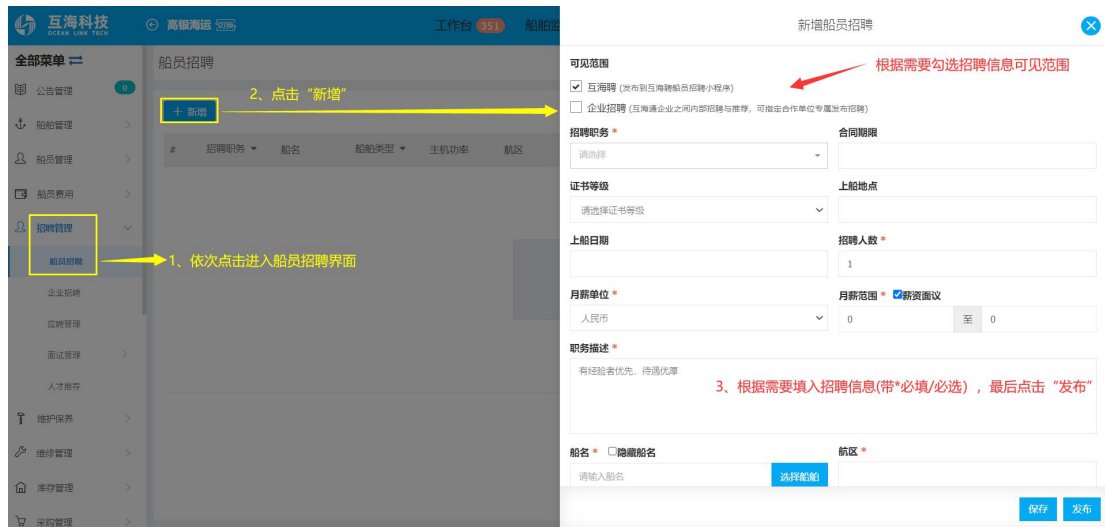 互海科技
OCEAN LINK TECH
高银海运 切换
工作台 351 船舶监
全部菜单
公告管理 0
船舶管理
船员管理
船员费用
招聘管理
船员招聘
企业招聘
应聘管理
面试管理
人才推荐
维护保养
维修管理
库存管理
采购管理
船员招聘
2、点击“新增”
新增
# 招聘职务 船名 船舶类型 主机功率 航区
1、依次点击进入船员招聘界面
新增船员招聘
可见范围
根据需要勾选招聘信息可见范围
互海聘 (发布到互海聘船员招聘小程序)
企业招聘 (互海通企业之间内部招聘与推荐，可指定合作单位专属发布招聘)
招聘职务 * 合同期限
请选择
证书等级 上船地点
请选择证书等级
上船日期 招聘人数 *
1
月薪单位 * 月薪范围 * 薪资面议
人民币 0 至 0
职务描述 *
有经验者优先，待遇优厚
3、根据需要填入招聘信息(带*必填/必选），最后点击“发布”
船名 * 隐藏船名 航区 *
请输入船名 选择船舶
保存 发布